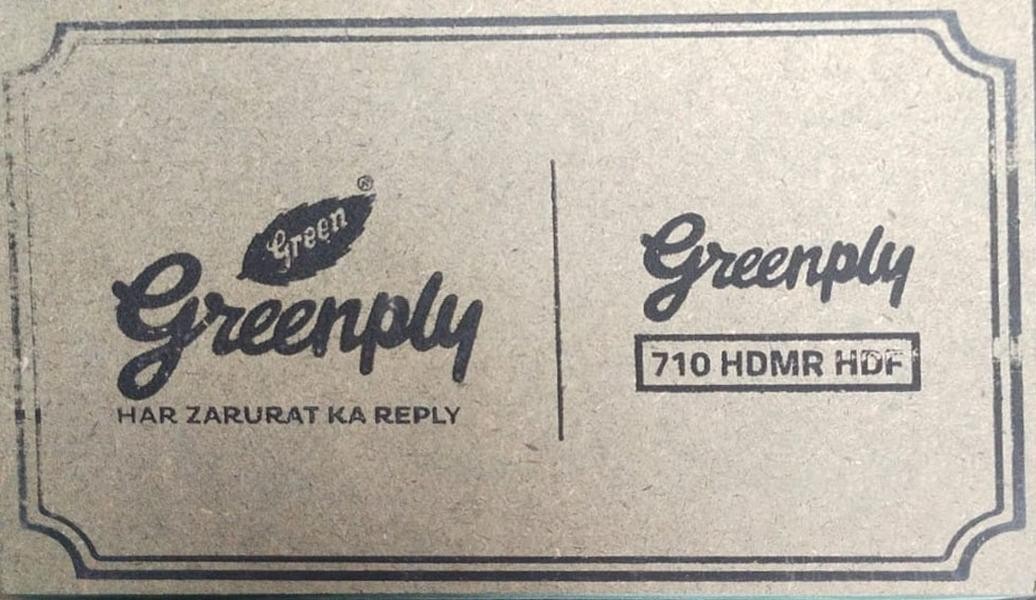 Green®
Greenply
HAR ZARURAT KA REPLY
Greenply
710 HDMR HDF